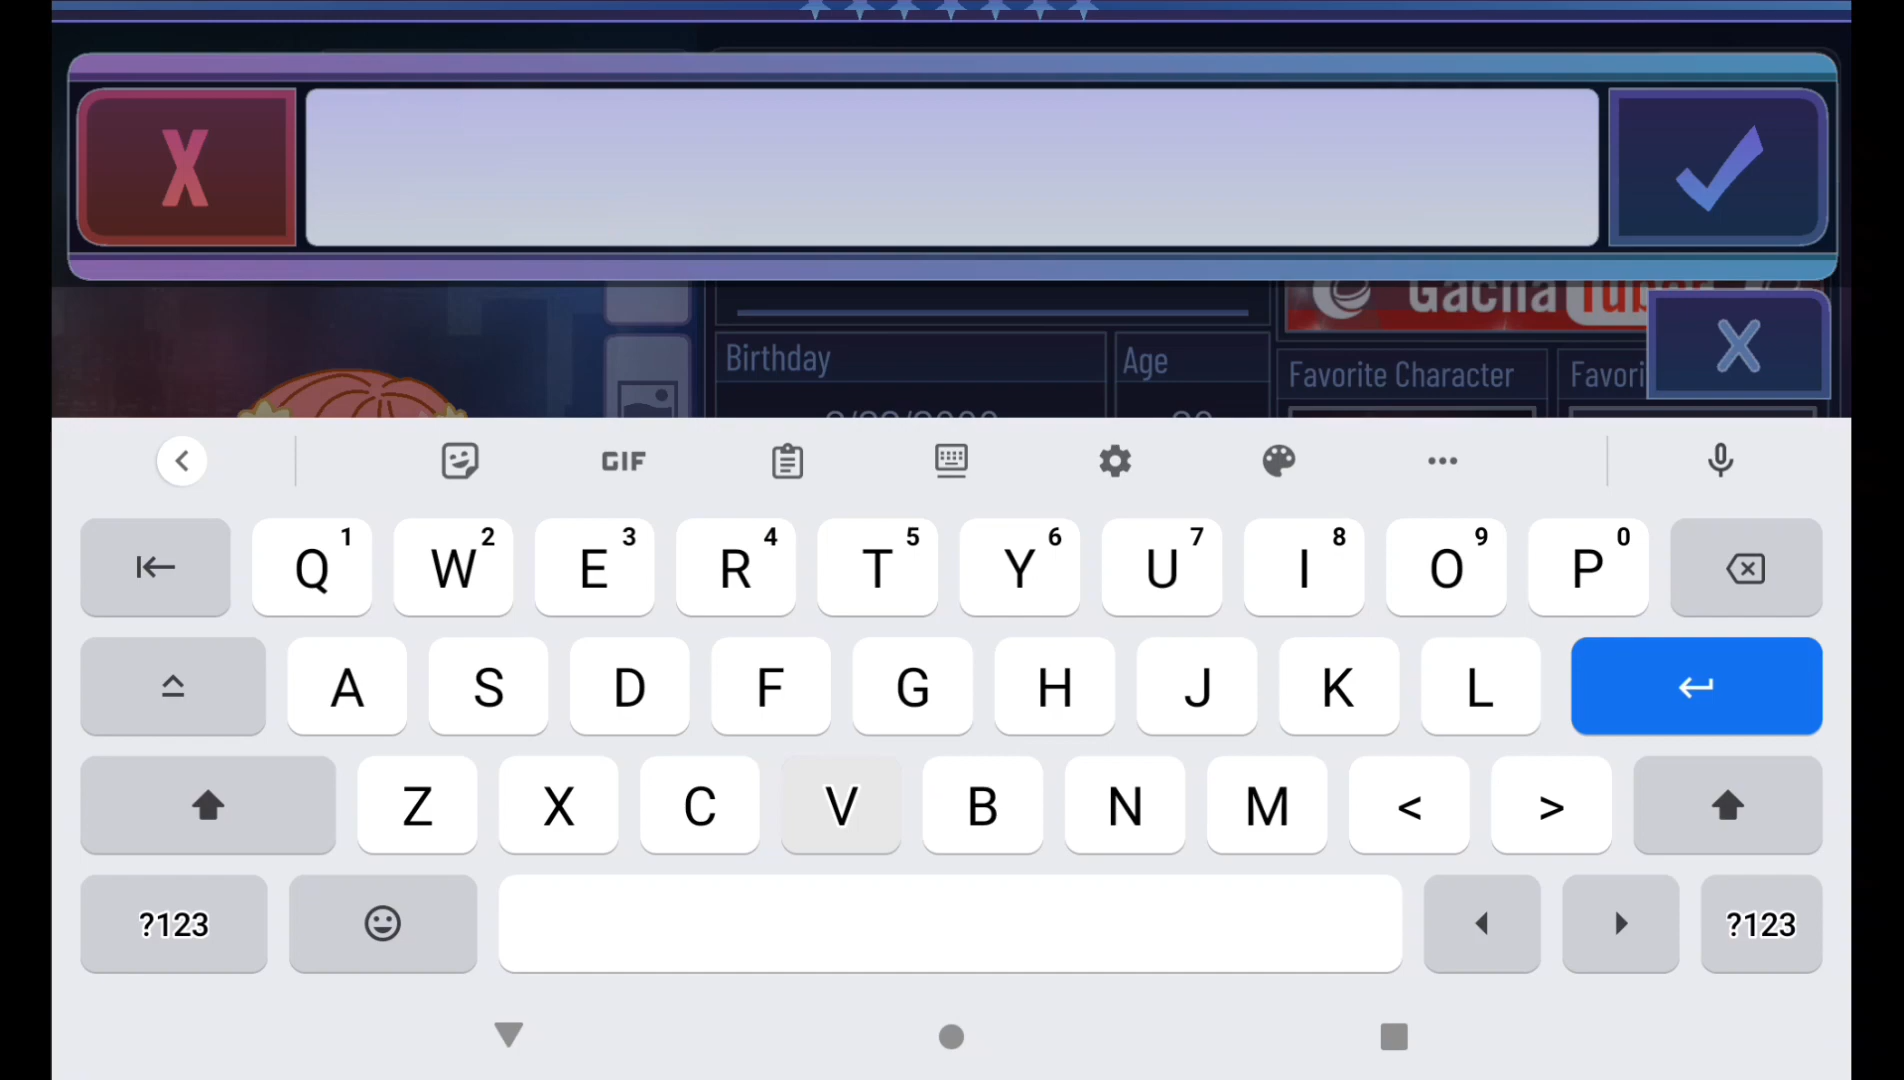 X
Gacha Tuber
X
Birthday
Age
Favorite Character
Favori
GIF
Q 1 W 2 E 3 R 4 T 5 Y 6 U 7 I 8 O 9 P 0
A S D F G H J K L
Z X C V B N M < >
?123 ?123